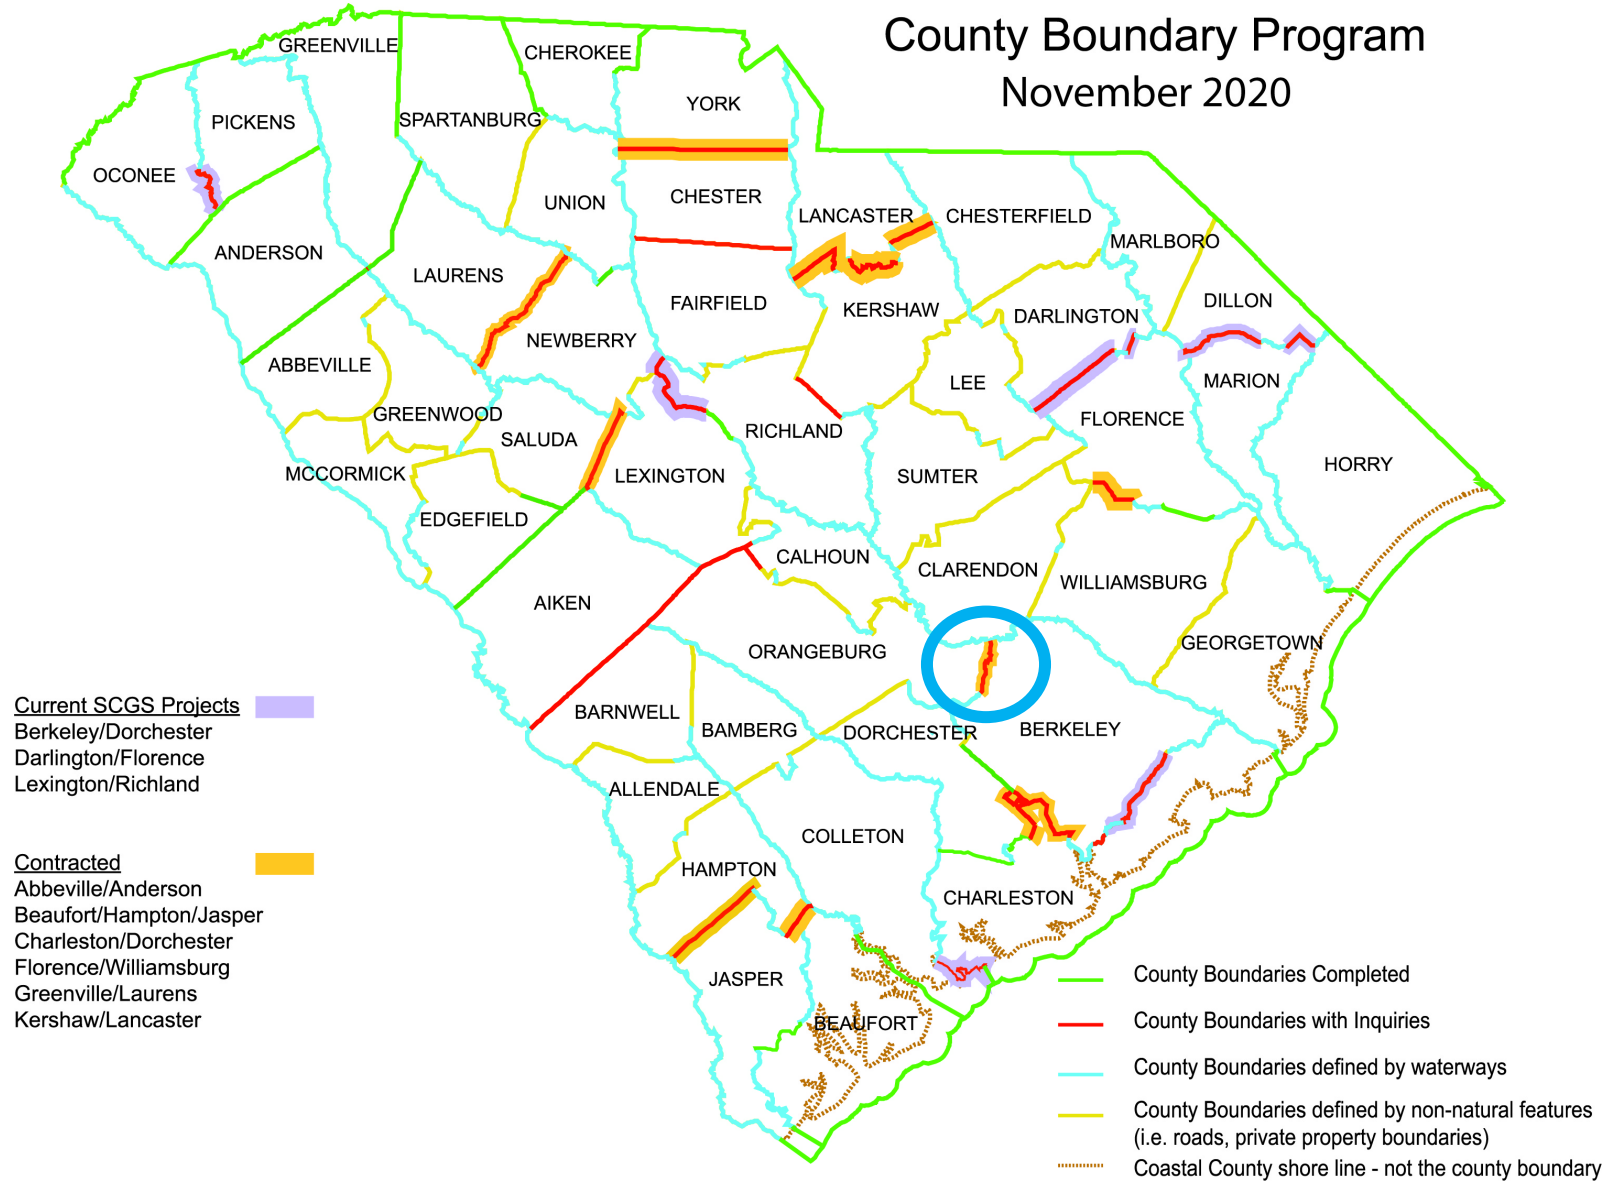 County Boundary Program
November 2020
GREENVILLE
CHEROKEE
YORK
PICKENS
SPARTANBURG
OCONEE
UNION
CHESTER
LANCASTER
CHESTERFIELD
MARLBORO
ANDERSON
LAURENS
FAIRFIELD
KERSHAW
DILLON
DARLINGTON
NEWBERRY
ABBEVILLE
LEE
MARION
GREENWOOD
FLORENCE
SALUDA
RICHLAND
MCCORMICK
LEXINGTON
SUMTER
HORRY
EDGEFIELD
CALHOUN
CLARENDON
WILLIAMSBURG
AIKEN
ORANGEBURG
GEORGETOWN
BARNWELL
BAMBERG
DORCHESTER
BERKELEY
ALLENDALE
COLLETON
HAMPTON
CHARLESTON
JASPER
BEAUFORT
Current SCGS Projects
Berkeley/Dorchester
Darlington/Florence
Lexington/Richland
Contracted
Abbeville/Anderson
Beaufort/Hampton/Jasper
Charleston/Dorchester
Florence/Williamsburg
Greenville/Laurens
Kershaw/Lancaster
County Boundaries Completed
County Boundaries with Inquiries
County Boundaries defined by waterways
County Boundaries defined by non-natural features
(i.e. roads, private property boundaries)
Coastal County shore line - not the county boundary